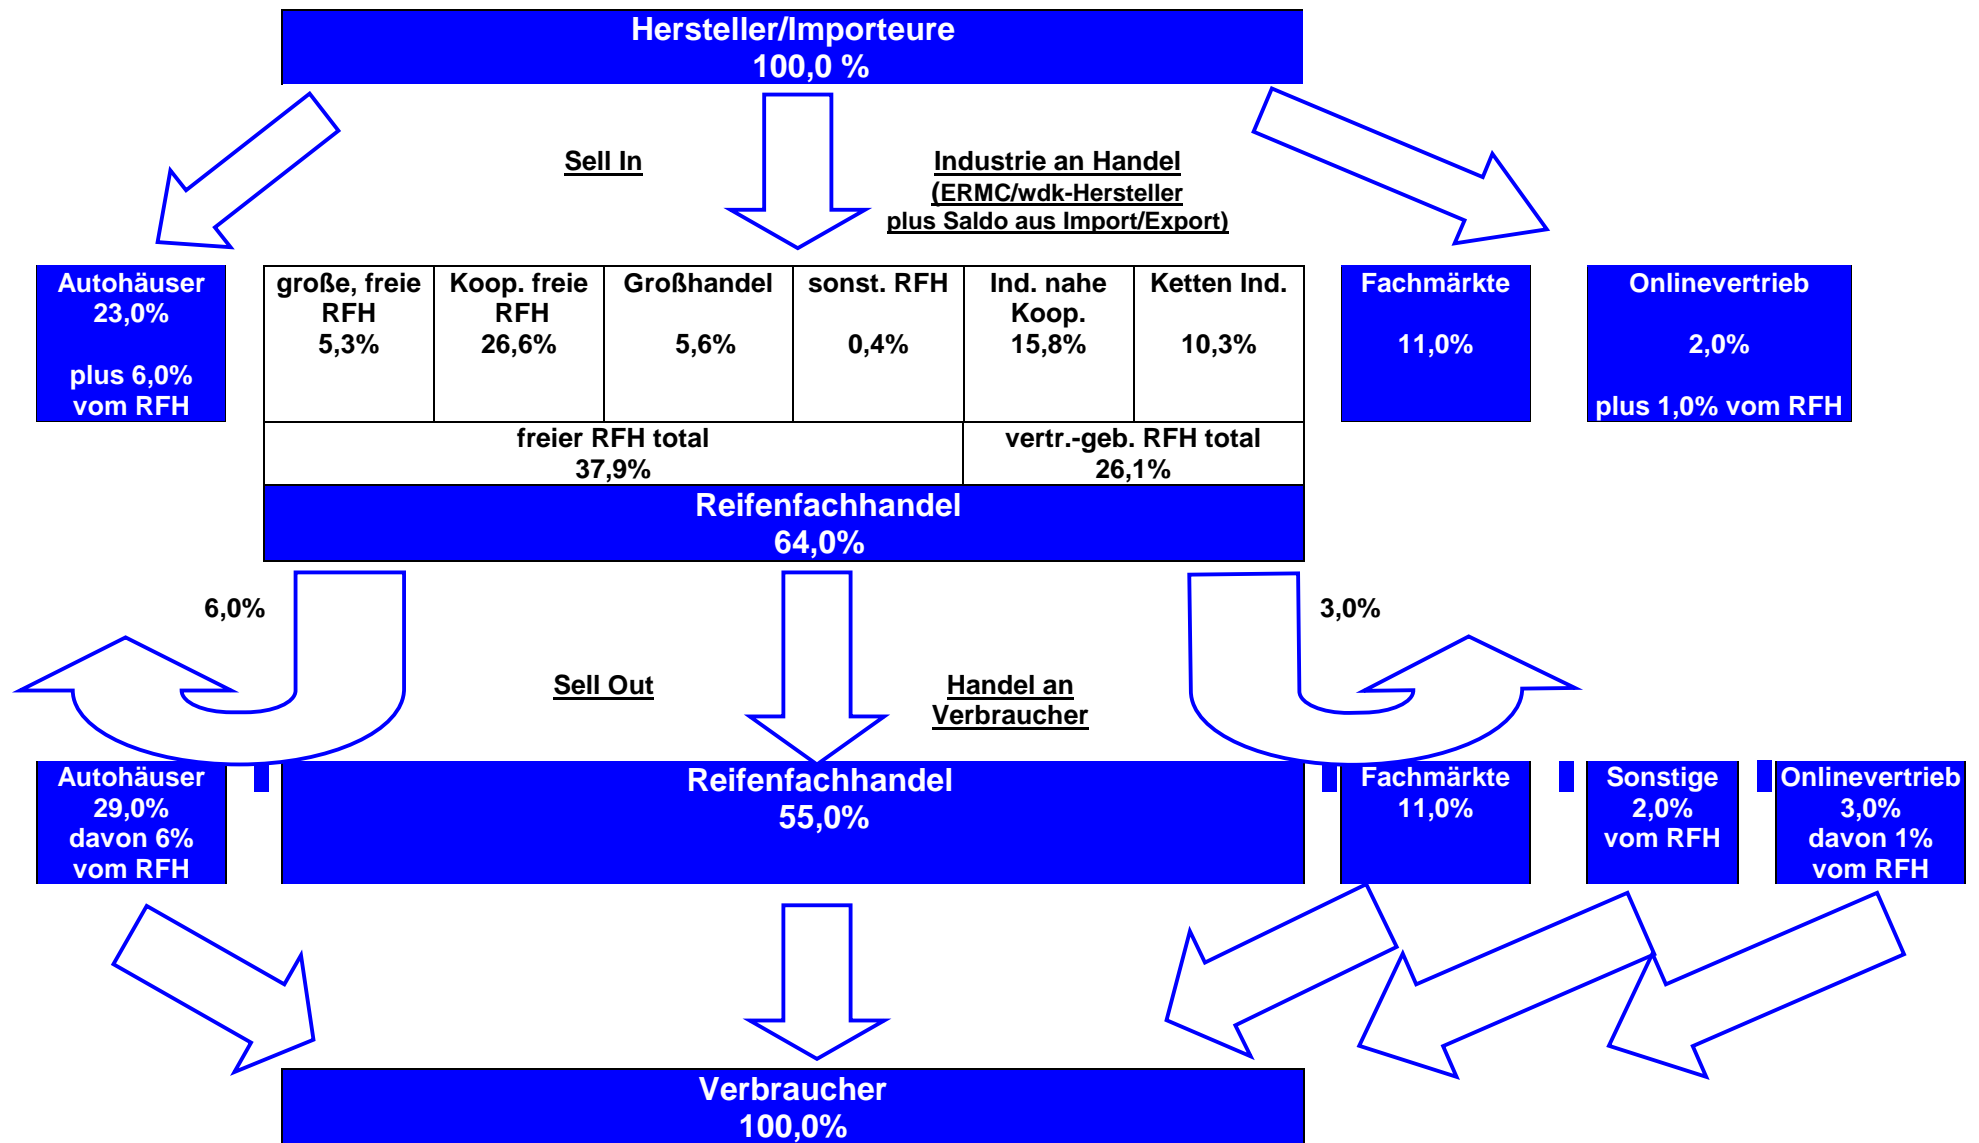 Hersteller/Importeure
100,0 %
Sell In
Industrie an Handel
(ERMC/wdk-Hersteller
plus Saldo aus Import/Export)
Autohäuser
23,0%
plus 6,0%
vom RFH
große, freie
RFH
5,3%
Koop. freie
RFH
26,6%
Großhandel
5,6%
sonst. RFH
0,4%
Ind. nahe
Koop.
15,8%
Ketten Ind.
10,3%
Fachmärkte
11,0%
Onlinevertrieb
2,0%
plus 1,0% vom RFH
freier RFH total
37,9%
vertr.-geb. RFH total
26,1%
Reifenfachhandel
64,0%
6,0%
3,0%
Sell Out
Handel an
Verbraucher
Autohäuser
29,0%
davon 6%
vom RFH
Reifenfachhandel
55,0%
Fachmärkte
11,0%
Sonstige
2,0%
vom RFH
Onlinevertrieb
3,0%
davon 1%
vom RFH
Verbraucher
100,0%